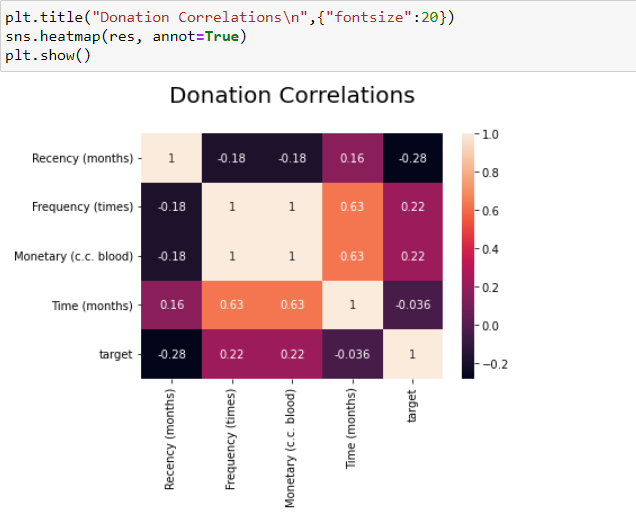 plt.title("Donation Correlations\n",{"fontsize":20})
sns.heatmap(res, annot=True)
plt.show()
Donation Correlations
Recency (months) 1 -0.18 -0.18 0.16 -0.28
Frequency (times) -0.18 1 1 0.63 0.22
Monetary (c.c. blood) -0.18 1 1 0.63 0.22
Time (months) 0.16 0.63 0.63 1 -0.036
target -0.28 0.22 0.22 -0.036 1
Recency (months)
Frequency (times)
Monetary (c.c. blood)
Time (months)
target
1.0
0.8
0.6
0.4
0.2
0.0
−0.2